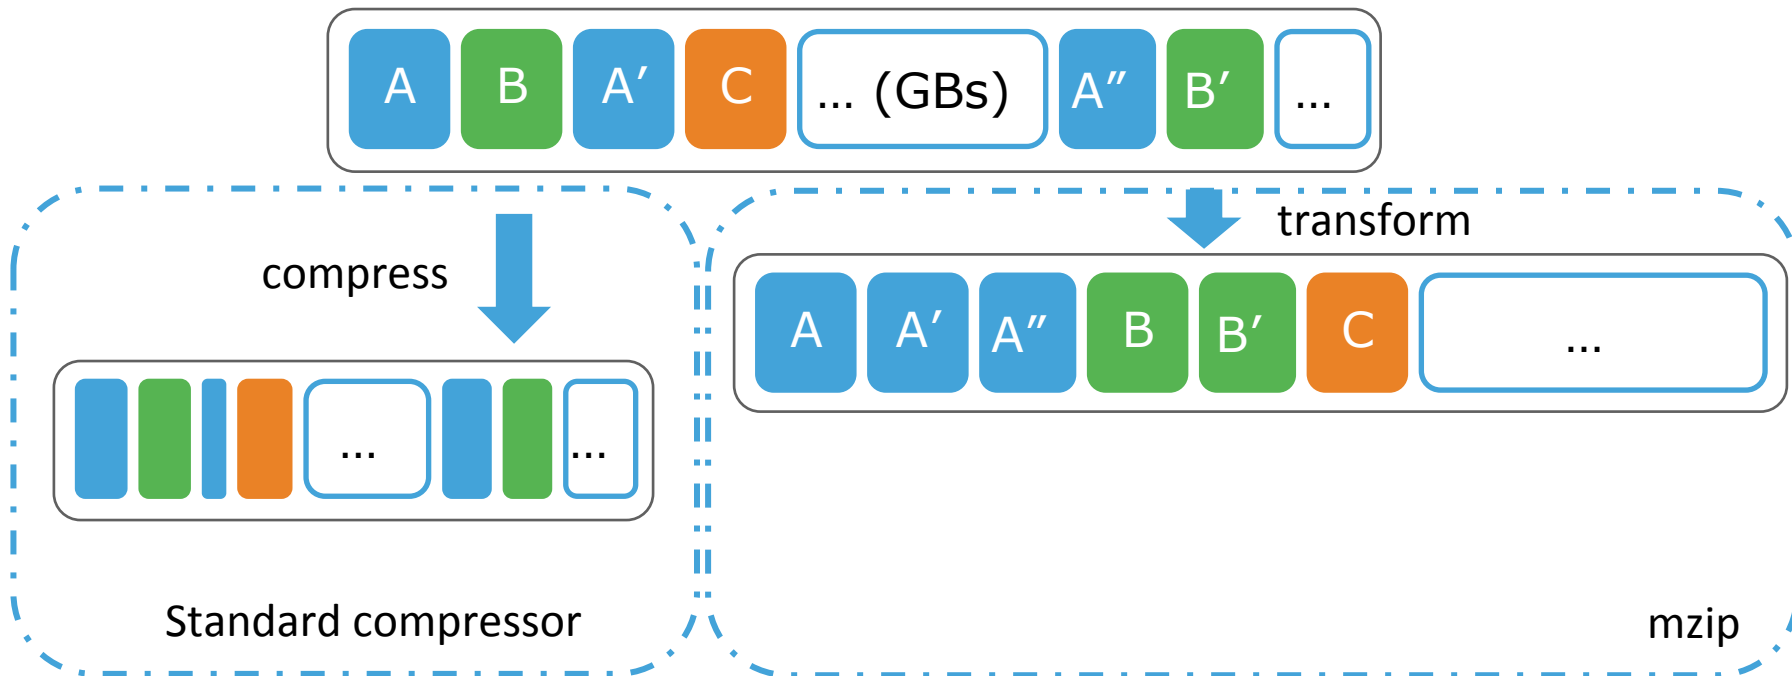 A B A′ C ... (GBs) A″ B′ ...
compress
... ...
Standard compressor
transform
A A′ A″ B B′ C ...
mzip